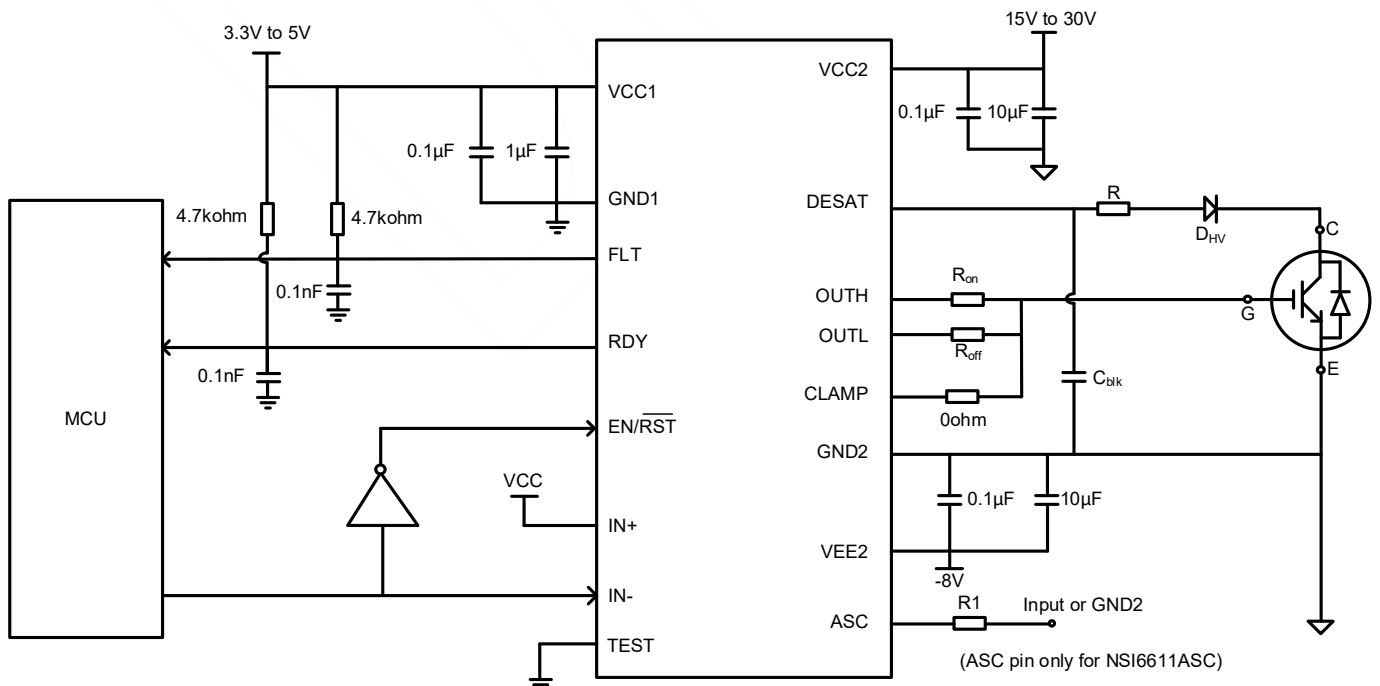 3.3V to 5V
15V to 30V
VCC1
VCC2
0.1µF
1µF
0.1µF
10µF
GND1
DESAT
R
D_HV
C
4.7kohm
4.7kohm
FLT
0.1nF
OUTH
R_on
G
OUTL
R_off
RDY
0.1nF
E
CLAMP
0ohm
C_blk
MCU
EN/RST
GND2
VCC
0.1µF
10µF
IN+
VEE2
-8V
IN-
ASC
R1
Input or GND2
TEST
(ASC pin only for NSI6611ASC)